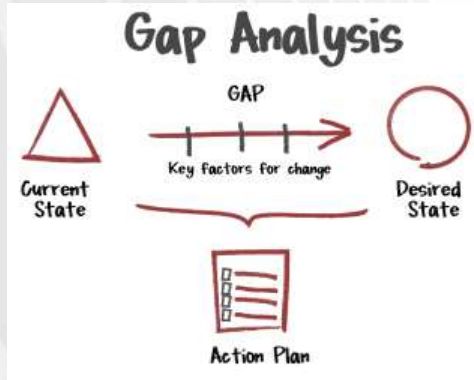 Gap Analysis
GAP
Key factors for change
Current
State
Desired
State
Action Plan